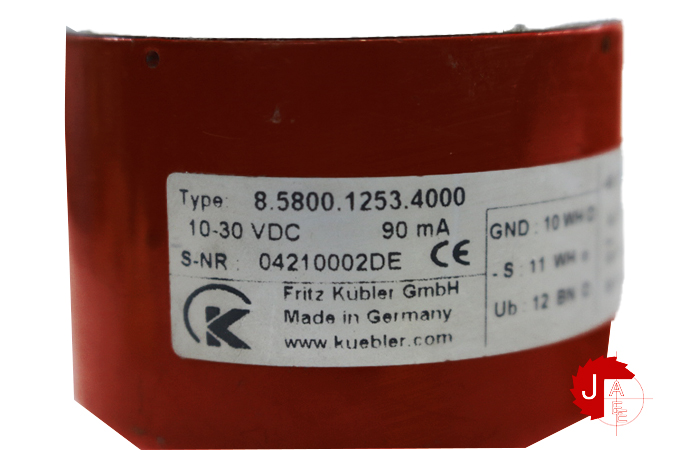 Type: 8.5800.1253.4000
10-30 VDC 90 mA
S-NR : 04210002DE CE
Fritz Kübler GmbH
Made in Germany
www.kuebler.com
GND : 10 WH
- S : 11 WH
Ub : 12 BN
K
J
A
E
E